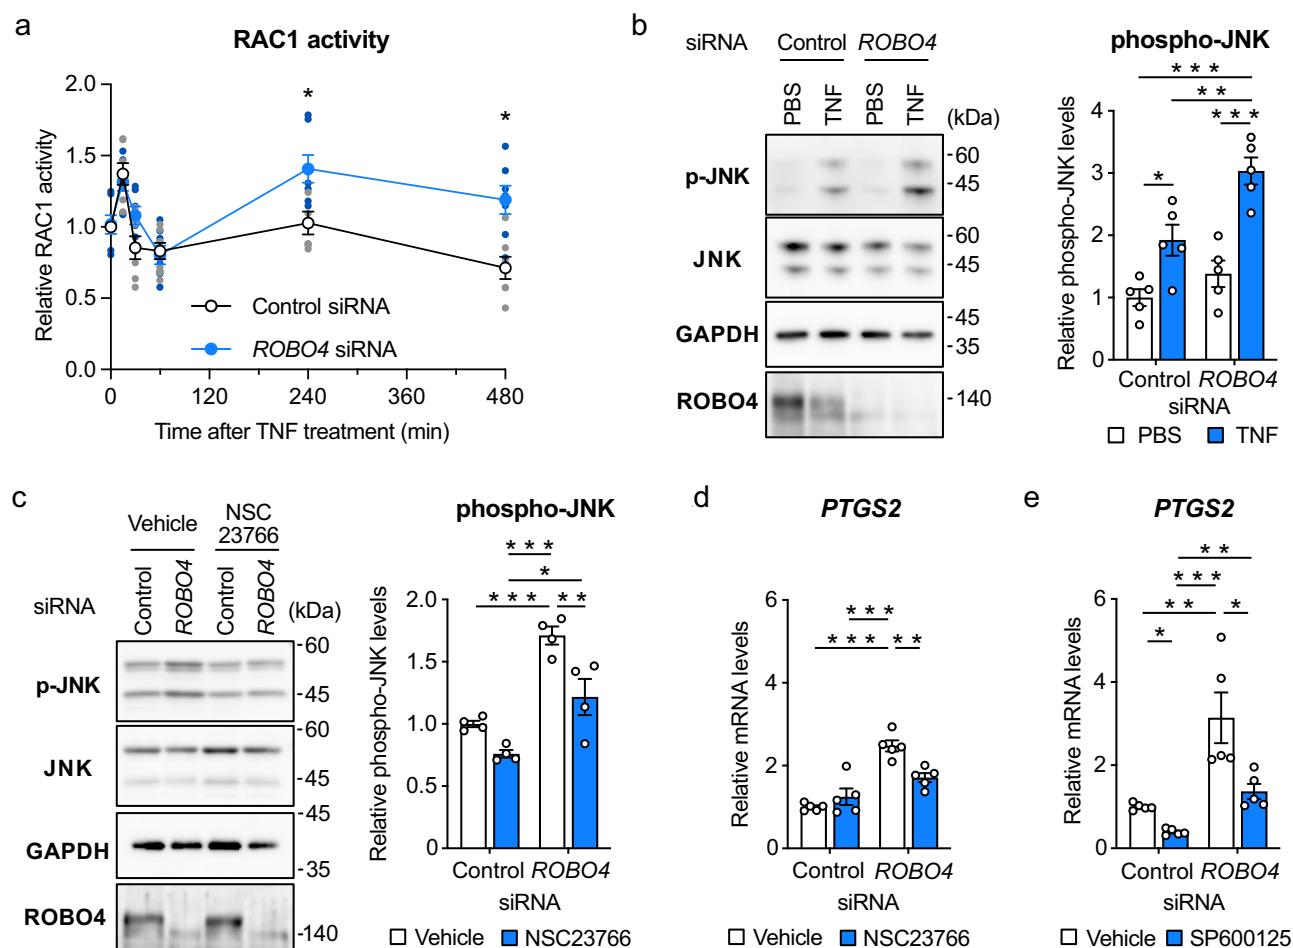 a
RAC1 activity
Relative RAC1 activity
2.0
1.5
1.0
0.5
0.0
*
*
Control siRNA
ROBO4 siRNA
0
120
240
360
480
Time after TNF treatment (min)
b
siRNA
Control
ROBO4
PBS
TNF
PBS
TNF
(kDa)
p-JNK
-60
-45
JNK
-60
-45
GAPDH
-45
-35
ROBO4
-140
phospho-JNK
* * *
* *
* * *
*
Relative phospho-JNK levels
4
3
2
1
0
Control ROBO4
siRNA
PBS
TNF
c
Vehicle
NSC
23766
siRNA
Control
ROBO4
Control
ROBO4
(kDa)
p-JNK
-60
-45
JNK
-60
-45
GAPDH
-45
-35
ROBO4
-140
phospho-JNK
* * *
*
* * *
* *
Relative phospho-JNK levels
2.0
1.5
1.0
0.5
0
Control ROBO4
siRNA
Vehicle
NSC23766
d
PTGS2
* * *
* * *
* *
Relative mRNA levels
6
4
2
0
Control ROBO4
siRNA
Vehicle
NSC23766
e
PTGS2
* *
* * *
* *
*
*
Relative mRNA levels
6
4
2
0
Control ROBO4
siRNA
Vehicle
SP600125